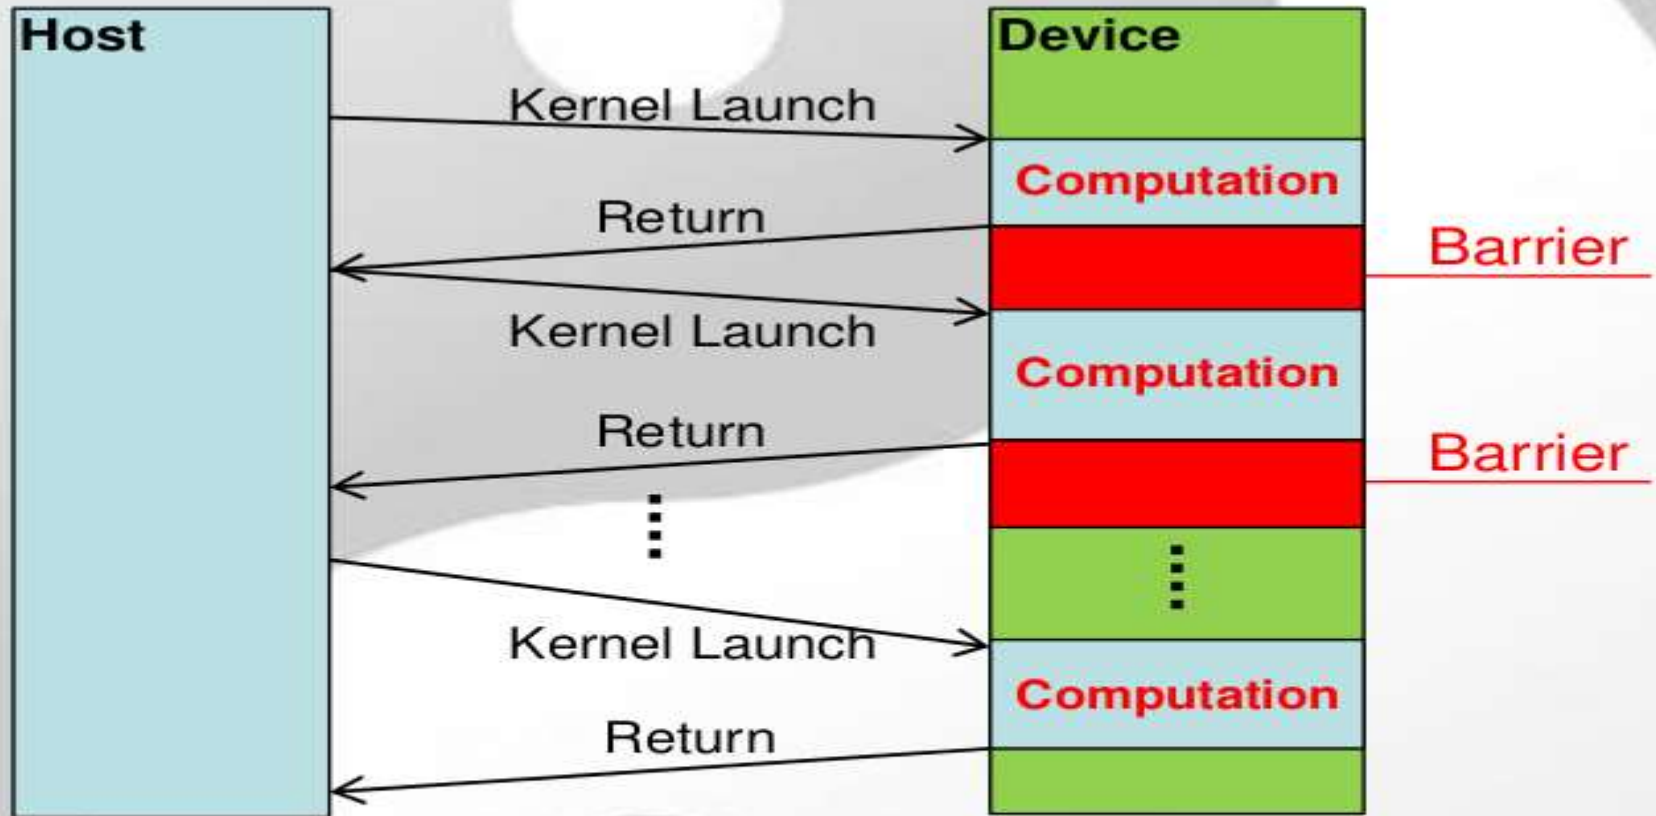 Host
Device
Kernel Launch
Computation
Return
Barrier
Kernel Launch
Computation
Return
Barrier
Kernel Launch
Computation
Return